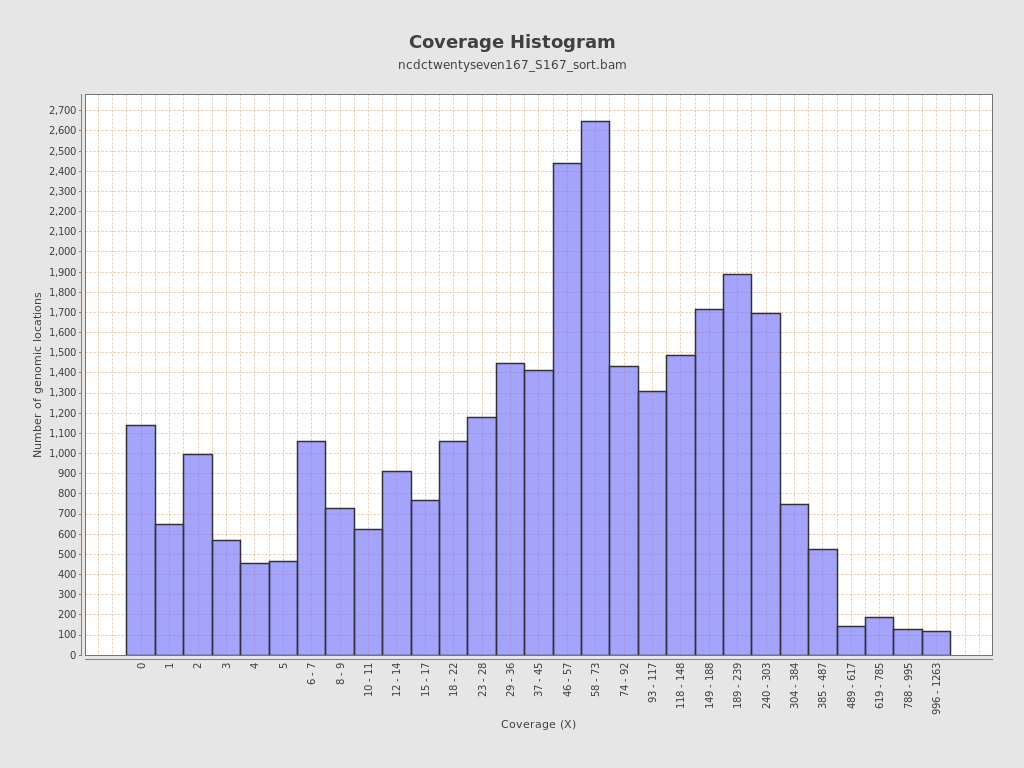 Coverage Histogram
ncdctwentyseven167_S167_sort.bam
Number of genomic locations
2,700
2,600
2,500
2,400
2,300
2,200
2,100
2,000
1,900
1,800
1,700
1,600
1,500
1,400
1,300
1,200
1,100
1,000
900
800
700
600
500
400
300
200
100
0
0
1
2
3
4
5
6 - 7
8 - 9
10 - 11
12 - 14
15 - 17
18 - 22
23 - 28
29 - 36
37 - 45
46 - 57
58 - 73
74 - 92
93 - 117
118 - 148
149 - 188
189 - 239
240 - 303
304 - 384
385 - 487
489 - 617
619 - 785
788 - 995
996 - 1263
Coverage (X)